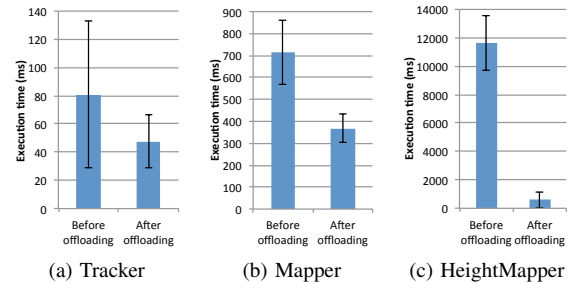 140
120
100
80
60
40
20
0
Execution time (ms)
Before offloading
After offloading
(a) Tracker
900
800
700
600
500
400
300
200
100
0
Execution time (ms)
Before offloading
After offloading
(b) Mapper
14000
12000
10000
8000
6000
4000
2000
0
Execution time (ms)
Before offloading
After offloading
(c) HeightMapper